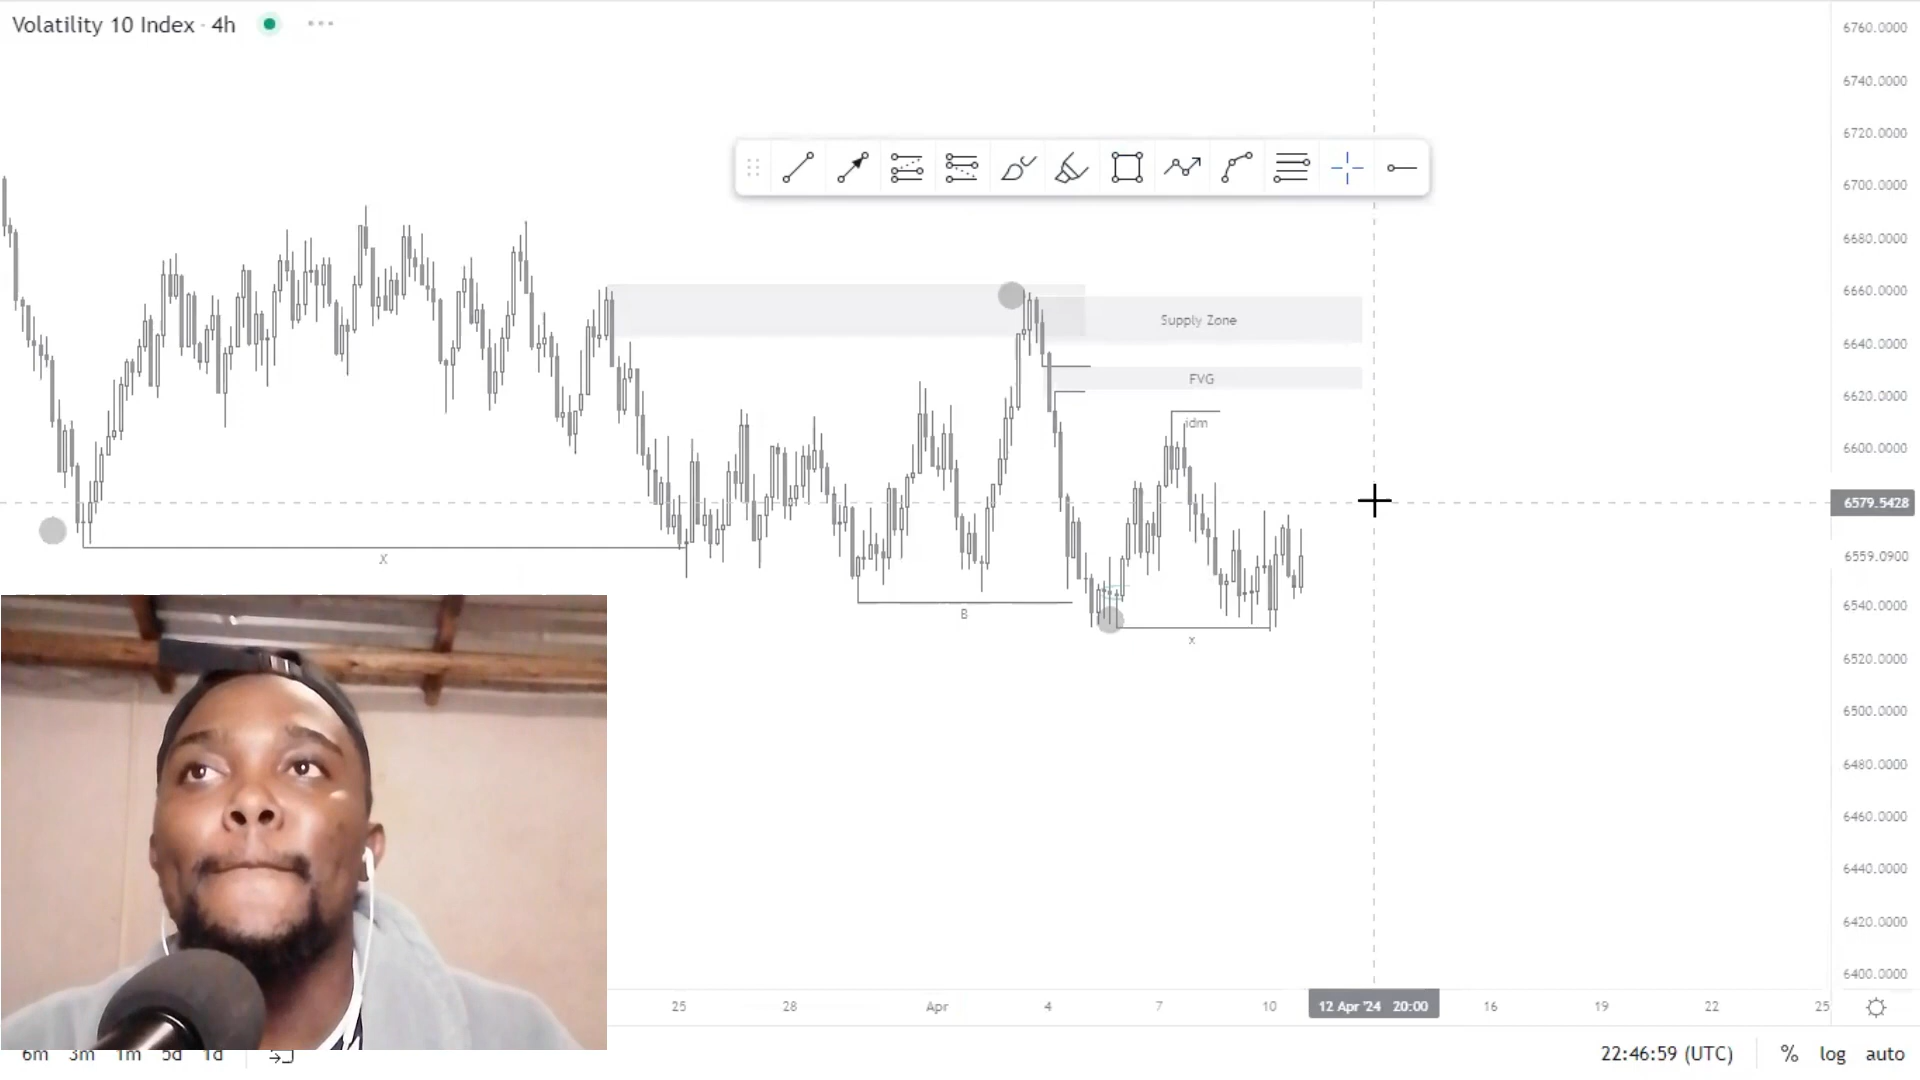 Volatility 10 Index · 4h
6760.0000
6740.0000
6720.0000
6700.0000
6680.0000
6660.0000
Supply Zone
6640.0000
FVG
6620.0000
idm
6600.0000
6579.5428
X
6559.0900
6540.0000
B
x
6520.0000
6500.0000
6480.0000
6460.0000
6440.0000
6420.0000
6400.0000
25 28 Apr 4 7 10 12 Apr '24 20:00 16 19 22 25
6m 3m 1m 5d 1d 22:46:59 (UTC) % log auto